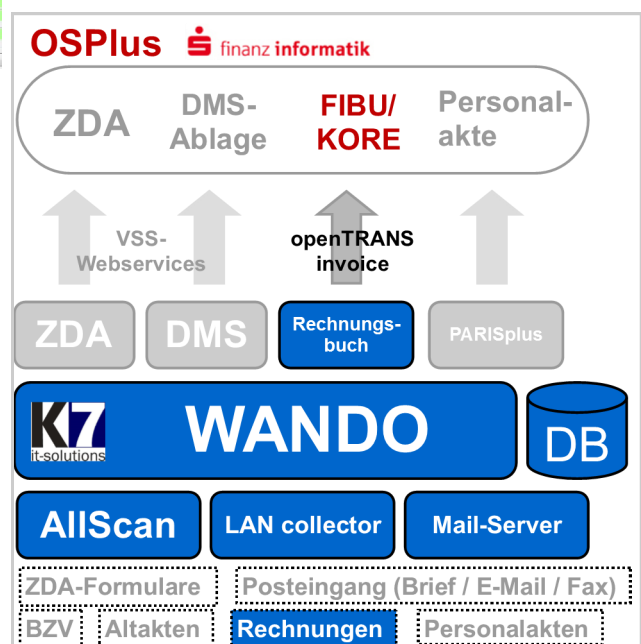 OSPlus finanz informatik
ZDA DMS- FIBU/ Personal-
Ablage KORE akte
VSS- openTRANS
Webservices invoice
ZDA DMS Rechnungs- PARISplus
buch
K7 WANDO DB
it-solutions
AllScan LAN collector Mail-Server
ZDA-Formulare Posteingang (Brief / E-Mail / Fax)
BZV Altakten Rechnungen Personalakten